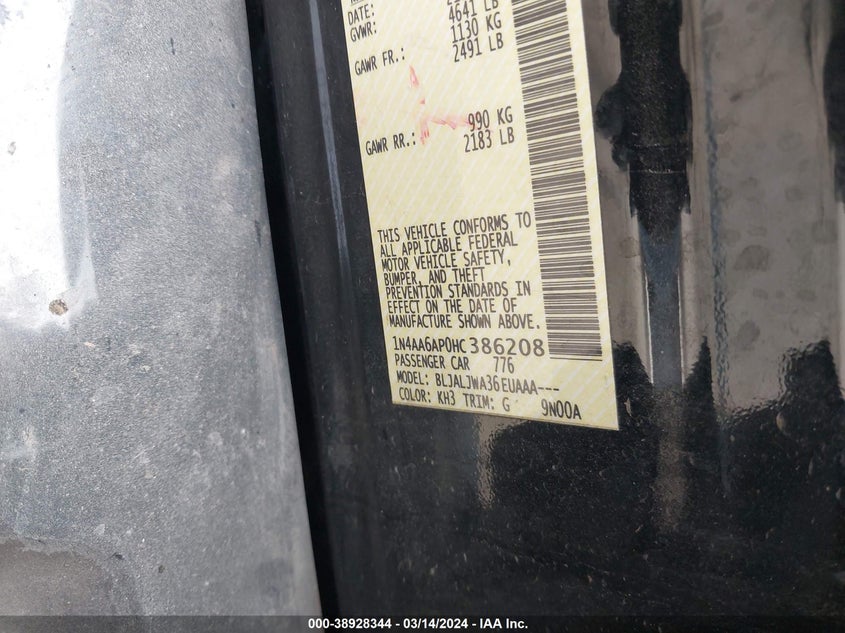 DATE: 4641 LB
GVWR: 1130 KG
GAWR FR.: 2491 LB
990 KG
GAWR RR.: 2183 LB
THIS VEHICLE CONFORMS TO
ALL APPLICABLE FEDERAL
MOTOR VEHICLE SAFETY,
BUMPER, AND THEFT
PREVENTION STANDARDS IN
EFFECT ON THE DATE OF
MANUFACTURE SHOWN ABOVE.
1N4AA6AP0HC386208
PASSENGER CAR 776
MODEL: BLJALJWA36EUAAA---
COLOR: KH3 TRIM: G 9N00A
000-38928344 - 03/14/2024 - IAA Inc.